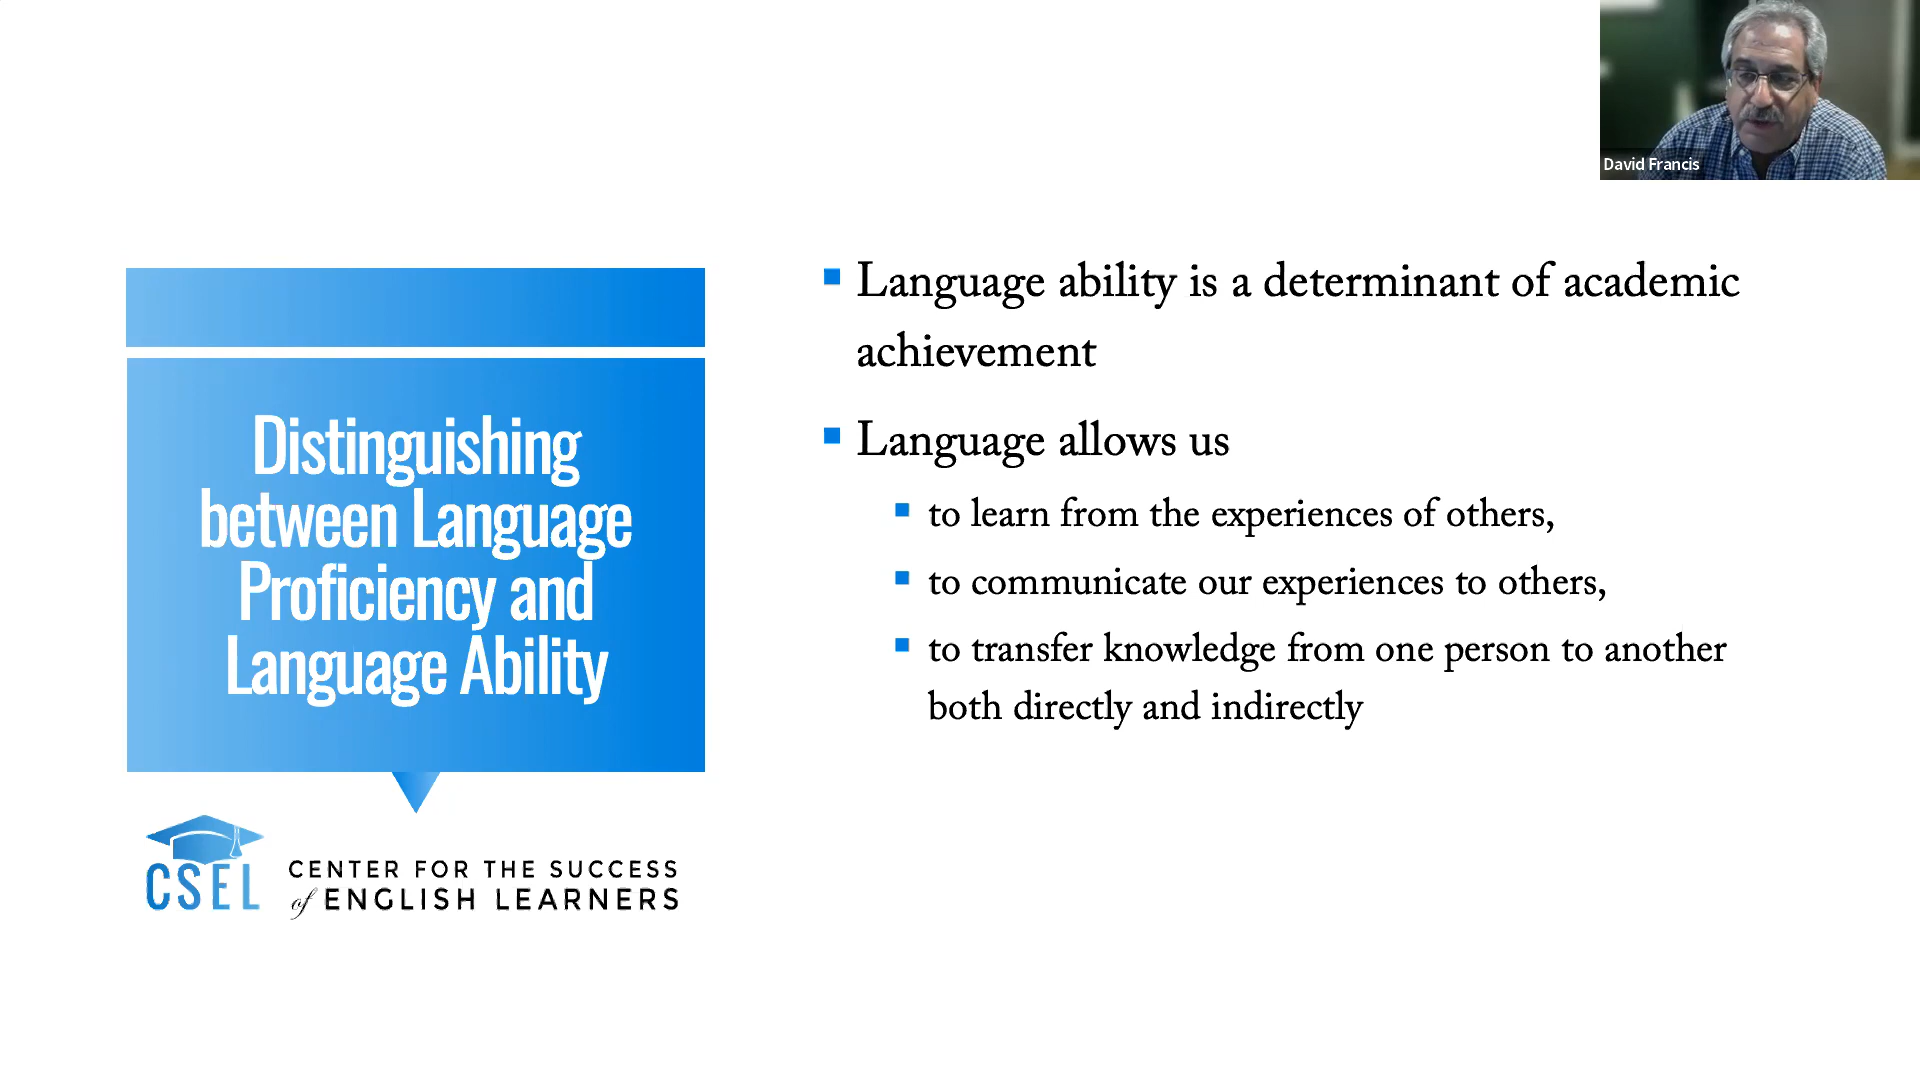 David Francis
Distinguishing
between Language
Proficiency and
Language Ability
Language ability is a determinant of academic
achievement
Language allows us
to learn from the experiences of others,
to communicate our experiences to others,
to transfer knowledge from one person to another
both directly and indirectly
CSEL
CENTER FOR THE SUCCESS
of ENGLISH LEARNERS